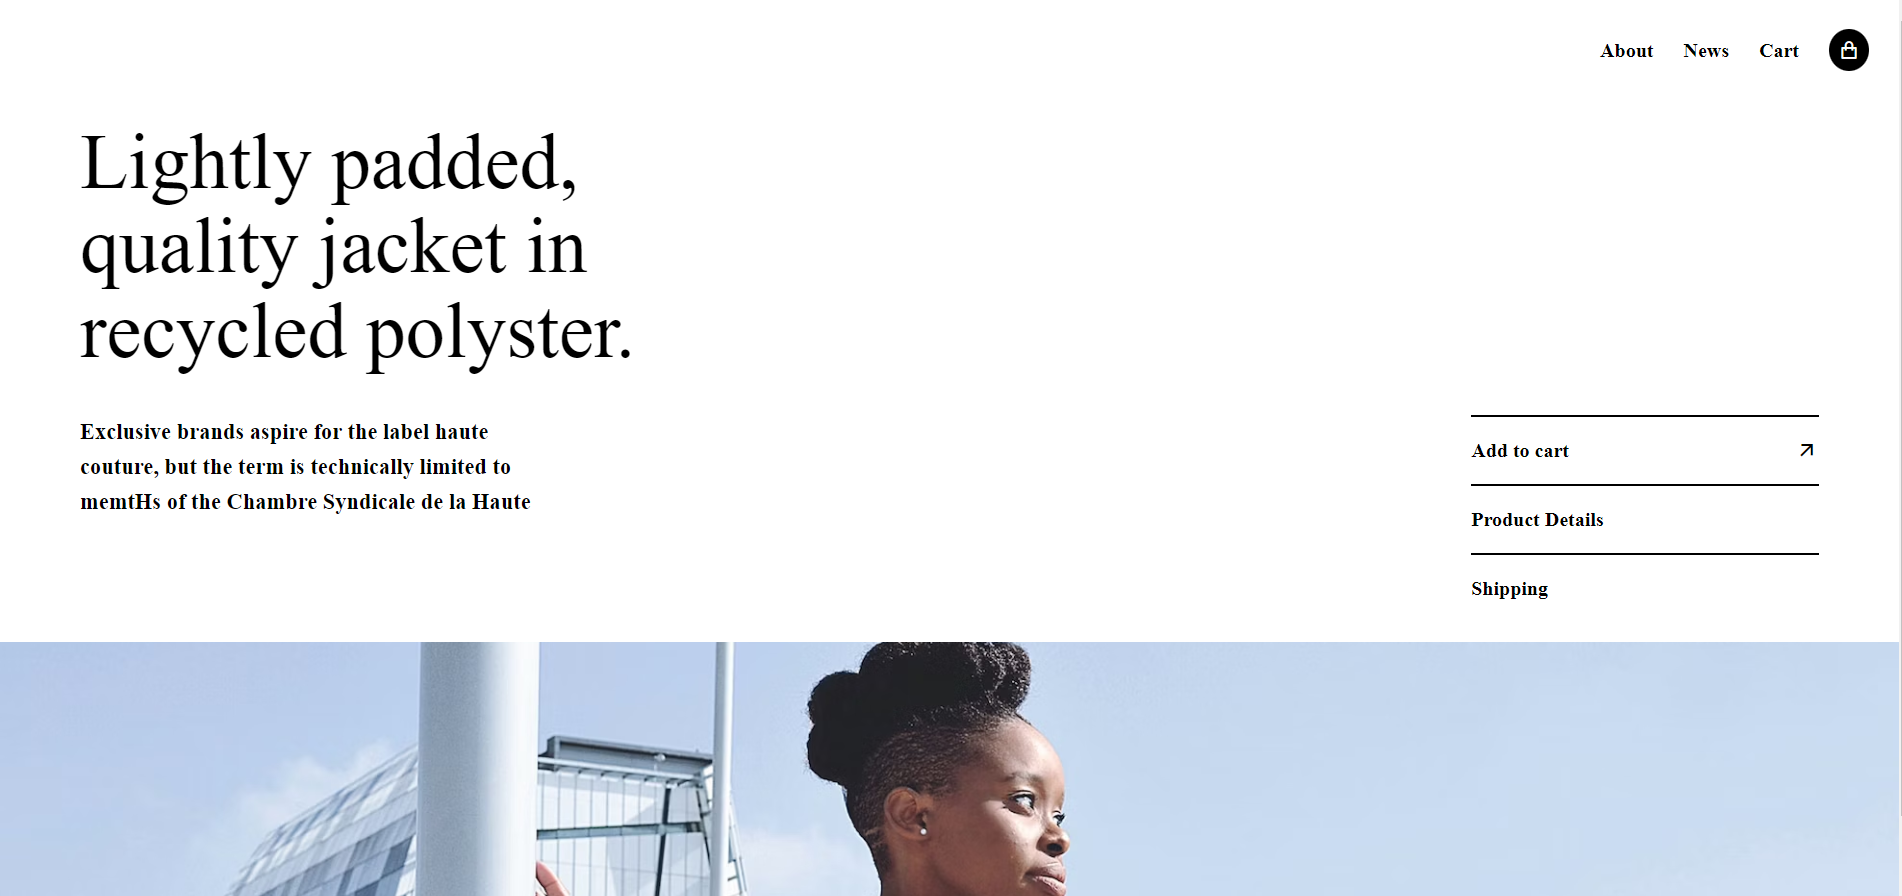 About News Cart
Lightly padded,
quality jacket in
recycled polyster.
Exclusive brands aspire for the label haute
couture, but the term is technically limited to
memtHs of the Chambre Syndicale de la Haute
Add to cart
Product Details
Shipping